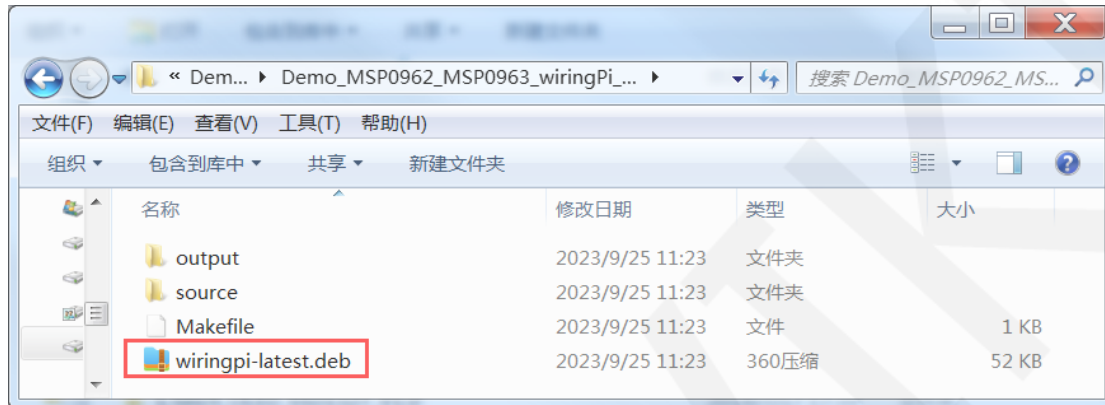 « Dem... Demo_MSP0962_MSP0963_wiringPi_... 搜索 Demo_MSP0962_MS...
文件(F) 编辑(E) 查看(V) 工具(T) 帮助(H)
组织 包含到库中 共享 新建文件夹
名称 修改日期 类型 大小
output 2023/9/25 11:23 文件夹
source 2023/9/25 11:23 文件夹
Makefile 2023/9/25 11:23 文件 1 KB
wiringpi-latest.deb 2023/9/25 11:23 360压缩 52 KB